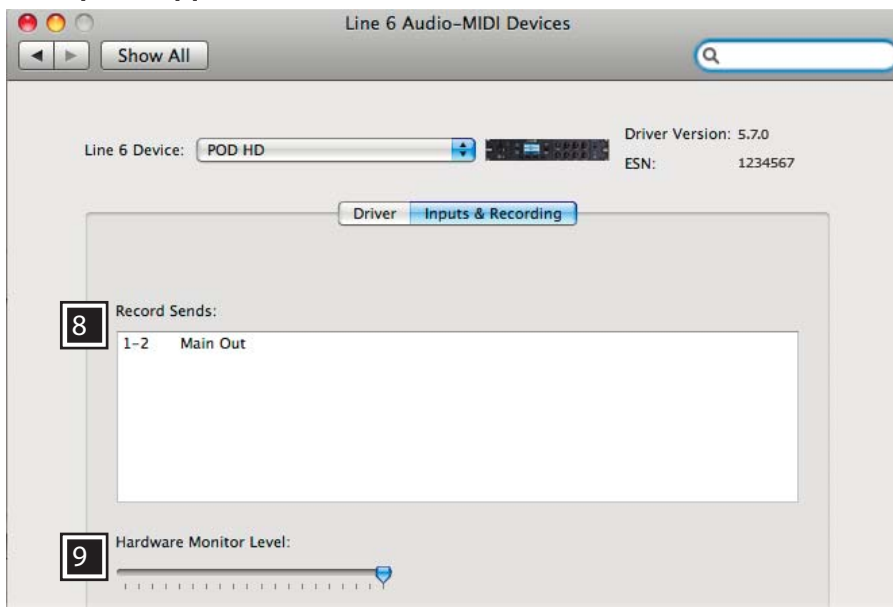 Line 6 Audio-MIDI Devices
Show All
Line 6 Device: POD HD
Driver Version: 5.7.0
ESN: 1234567
Driver Inputs & Recording
8
Record Sends:
1-2 Main Out
9
Hardware Monitor Level: